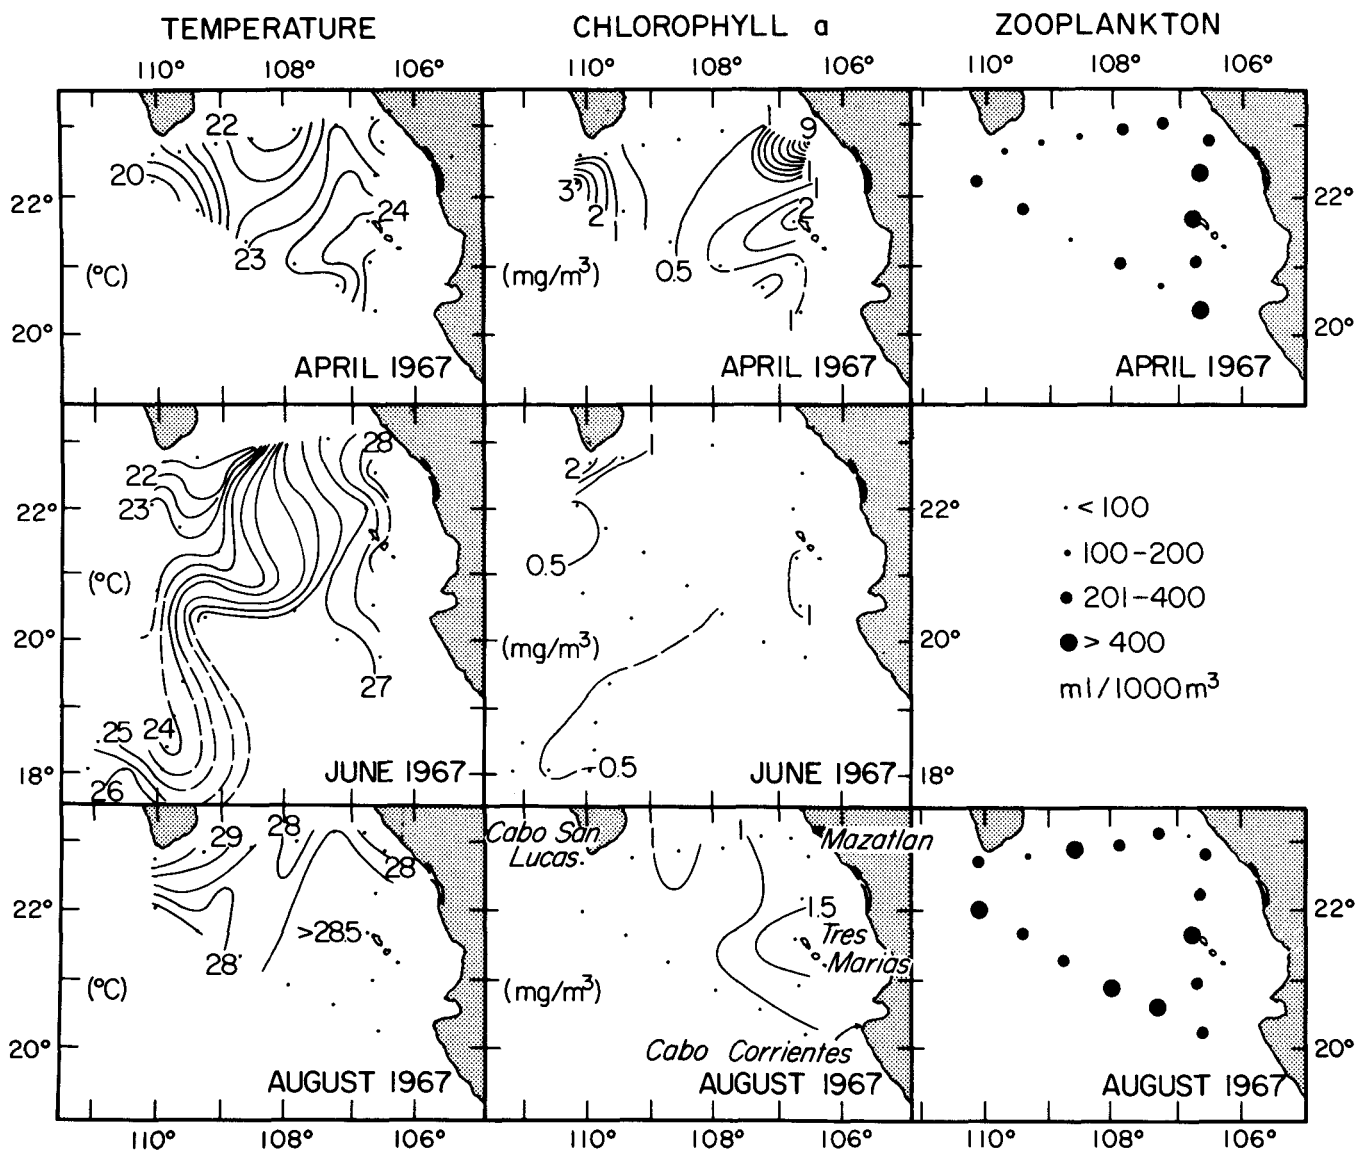 TEMPERATURE CHLOROPHYLL a ZOOPLANKTON
110° 108° 106° 110° 108° 106° 110° 108° 106°
22 9
20 3 2 1 1 2
22° 24 22°
23 0.5
(°C) (mg/m³)
20° 1 20°
APRIL 1967 APRIL 1967 APRIL 1967
28 1
22 2
23
22° 22° · < 100
• 100-200
(°C) 0.5 • 201-400
20° (mg/m³) 1 20° • > 400
27 ml/1000m³
25 24
18° JUNE 1967 0.5 JUNE 1967 18°
26
29 28 Cabo San Lucas 1 Mazatlan
28
22° >28.5 1.5 22°
28 Tres Marias
(°C) (mg/m³)
20° Cabo Corrientes 20°
AUGUST 1967 AUGUST 1967 AUGUST 1967
110° 108° 106° 110° 108° 106° 110° 108° 106°